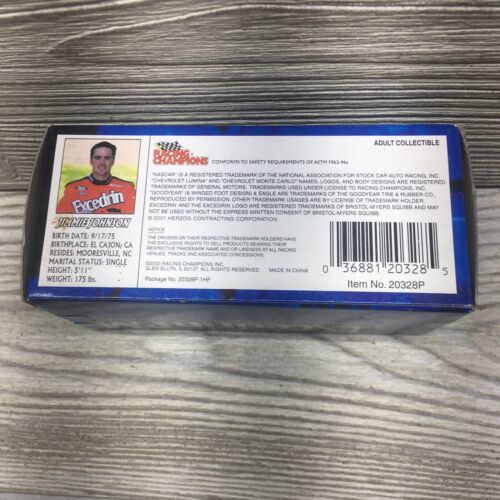 RACING CHAMPIONS
CONFORMS TO SAFETY REQUIREMENTS OF ASTM F963-96a
ADULT COLLECTIBLE
"NASCAR" IS A REGISTERED TRADEMARK OF THE NATIONAL ASSOCIATION FOR STOCK CAR AUTO RACING, INC.
"CHEVROLET LUMINA" AND "CHEVROLET MONTE CARLO" NAMES, LOGOS, AND BODY DESIGNS ARE REGISTERED
TRADEMARKS OF GENERAL MOTORS. TRADEMARKS USED UNDER LICENSE TO RACING CHAMPIONS, INC.
"GOODYEAR" (& WINGED FOOT DESIGN) & EAGLE ARE TRADEMARKS OF THE GOODYEAR TIRE & RUBBER CO.,
REPRODUCED BY PERMISSION. OTHER TRADEMARK USAGES ARE BY LICENSE OF TRADEMARK HOLDER.
EXCEDRIN AND THE EXCEDRIN LOGO ARE REGISTERED TRADEMARKS OF BRISTOL-MYERS SQUIBB AND MAY
NOT BE USED WITHOUT THE EXPRESS WRITTEN CONSENT OF BRISTOL-MYERS SQUIBB.
© 2001 HERZOG CONTRACTING CORPORATION
NOTICE
THE DRIVERS OR THEIR RESPECTIVE TRADEMARK HOLDERS HAVE
THE EXCLUSIVE RIGHTS TO SELL PRODUCTS BEARING THEIR
RESPECTIVE TRADEMARK NAME AND OR LIKENESS AT ALL RACING
VENUES, TRACKS AND ASSOCIATED CONCESSIONS.
©2000 RACING CHAMPIONS INC.
GLEN ELLYN, IL 60137 ALL RIGHTS RESERVED MADE IN CHINA
Package No. 20328P-1HF
0 36881 20328 5
Item No. 20328P
Excedrin
JIMMIE JOHNSON
BIRTH DATE: 9/17/75
BIRTHPLACE: EL CAJON, CA
RESIDES: MOORESVILLE, NC
MARITAL STATUS: SINGLE
HEIGHT: 5'11"
WEIGHT: 175 lbs.